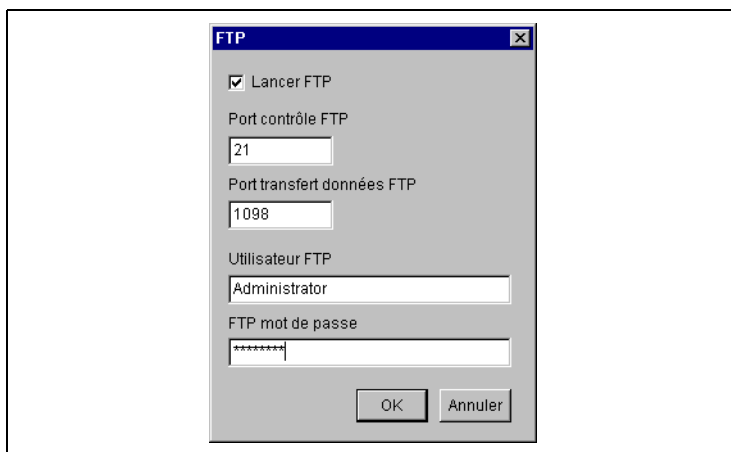 FTP
Lancer FTP
Port contrôle FTP
21
Port transfert données FTP
1098
Utilisateur FTP
Administrator
FTP mot de passe
********
OK Annuler